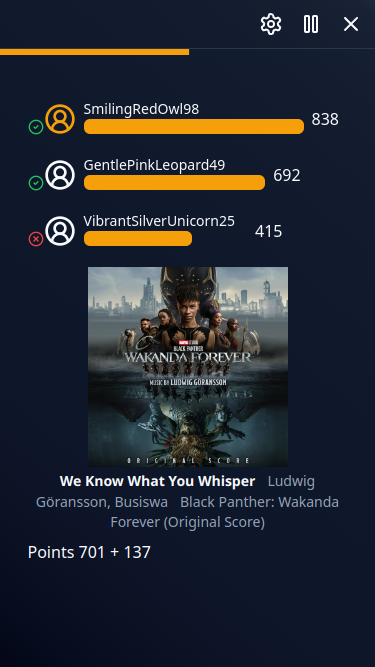 SmilingRedOwl98
838
GentlePinkLeopard49
692
VibrantSilverUnicorn25
415
MARVEL STUDIOS
BLACK PANTHER
WAKANDA FOREVER
MUSIC BY LUDWIG GÖRANSSON
ORIGINAL SCORE
We Know What You Whisper Ludwig
Göransson, Busiswa Black Panther: Wakanda
Forever (Original Score)
Points 701 + 137